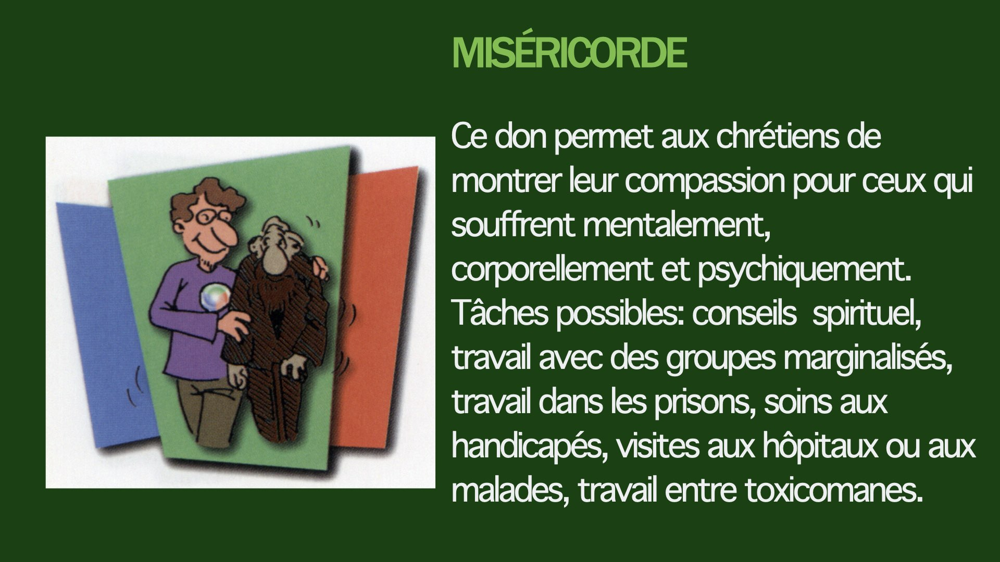 MISÉRICORDE
Ce don permet aux chrétiens de
montrer leur compassion pour ceux qui
souffrent mentalement,
corporellement et psychiquement.
Tâches possibles: conseils  spirituel,
travail avec des groupes marginalisés,
travail dans les prisons, soins aux
handicapés, visites aux hôpitaux ou aux
malades, travail entre toxicomanes.